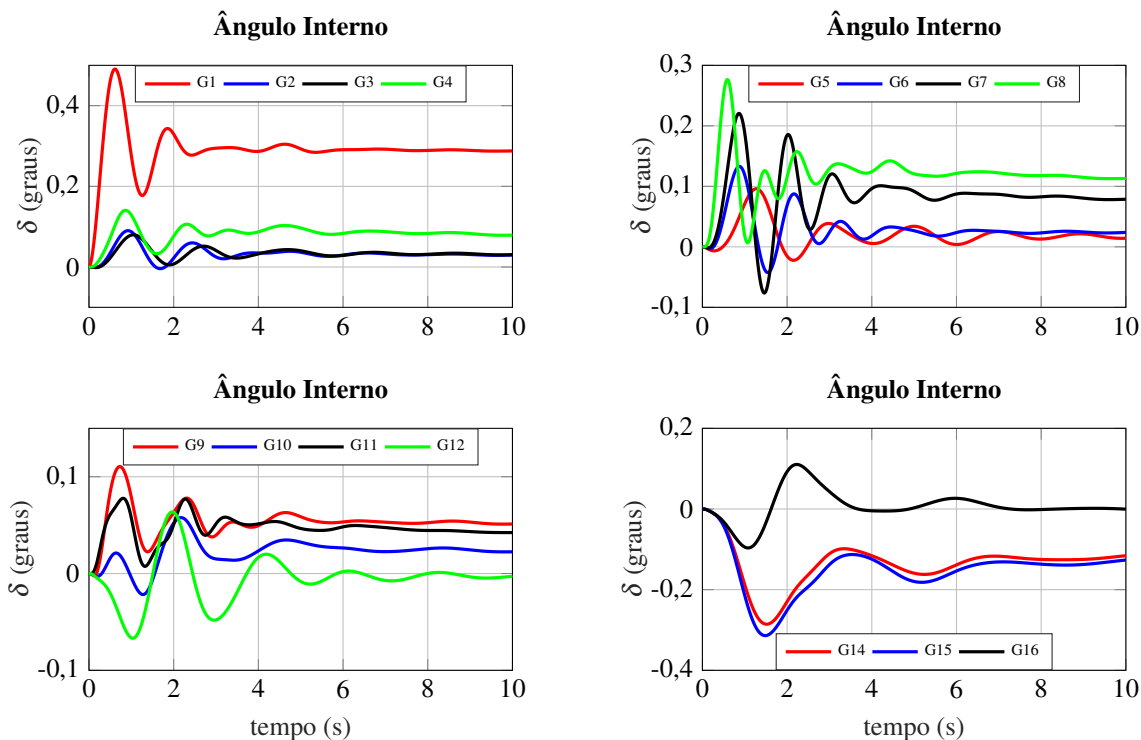 Ângulo Interno
G1 G2 G3 G4
0,4
0,2
0
δ (graus)
0 2 4 6 8 10
Ângulo Interno
G5 G6 G7 G8
0,3
0,2
0,1
0
-0,1
δ (graus)
0 2 4 6 8 10
Ângulo Interno
G9 G10 G11 G12
0,1
0
-0,1
δ (graus)
0 2 4 6 8 10
tempo (s)
Ângulo Interno
0,2
0
-0,2
-0,4
δ (graus)
G14 G15 G16
0 2 4 6 8 10
tempo (s)